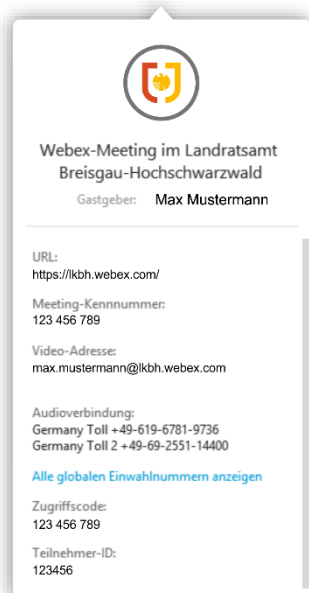 Webex-Meeting im Landratsamt
Breisgau-Hochschwarzwald
Gastgeber: Max Mustermann
URL:
https://lkbh.webex.com/
Meeting-Kennnummer:
123 456 789
Video-Adresse:
max.mustermann@lkbh.webex.com
Audioverbindung:
Germany Toll +49-619-6781-9736
Germany Toll 2 +49-69-2551-14400
Alle globalen Einwahlnummern anzeigen
Zugriffscode:
123 456 789
Teilnehmer-ID:
123456